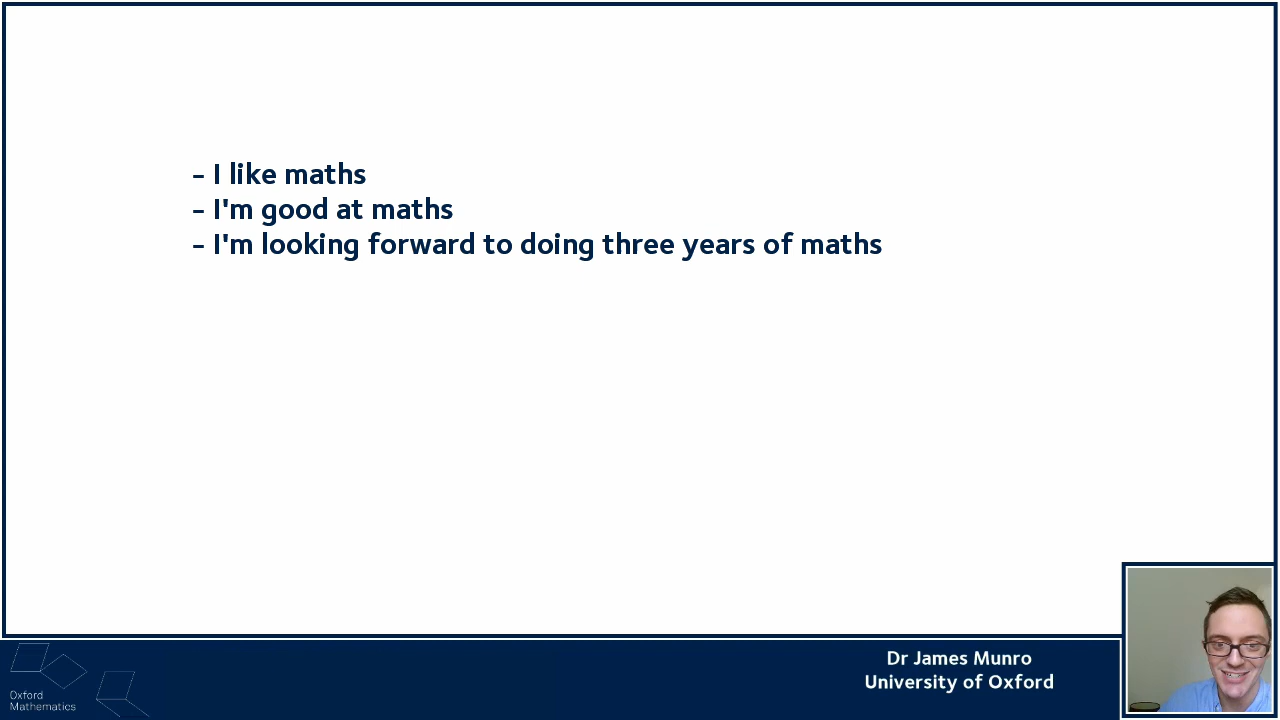 – I like maths
– I'm good at maths
– I'm looking forward to doing three years of maths
Dr James Munro
University of Oxford
Oxford
Mathematics